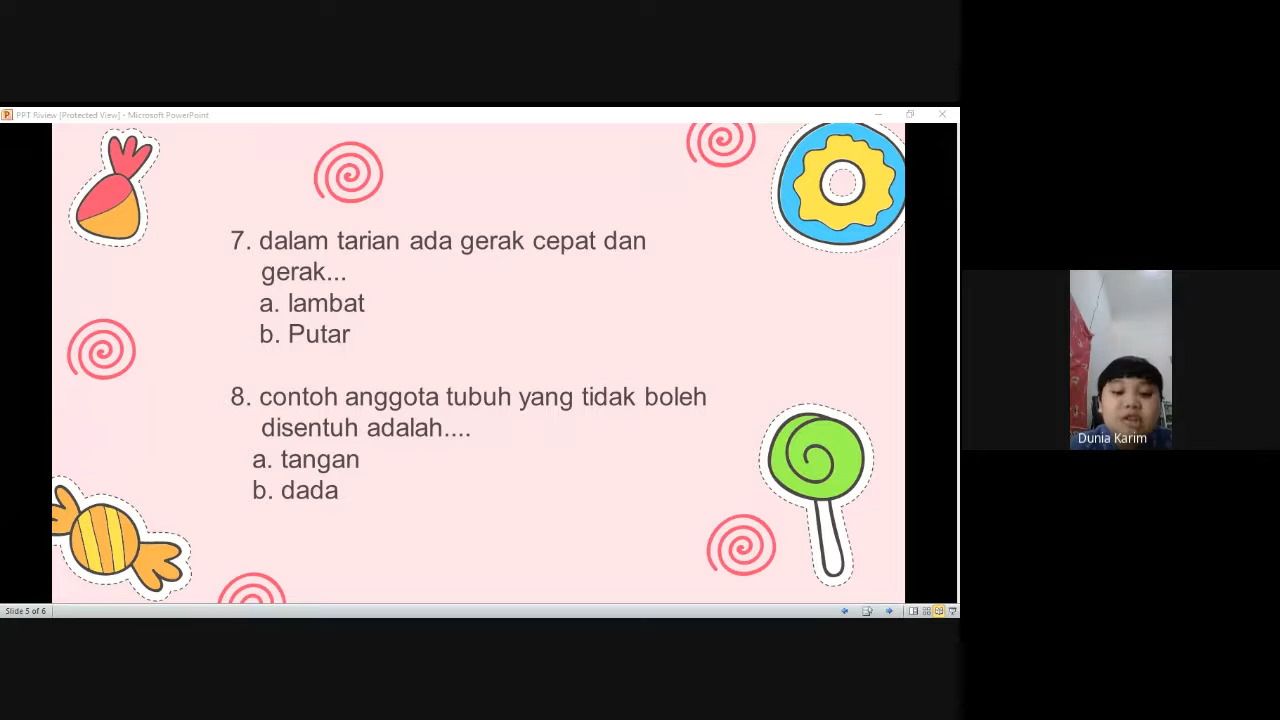 PPT Riview [Protected View] - Microsoft PowerPoint
7. dalam tarian ada gerak cepat dan
gerak...
a. lambat
b. Putar
8. contoh anggota tubuh yang tidak boleh
disentuh adalah....
a. tangan
b. dada
Dunia Karim
Slide 5 of 6